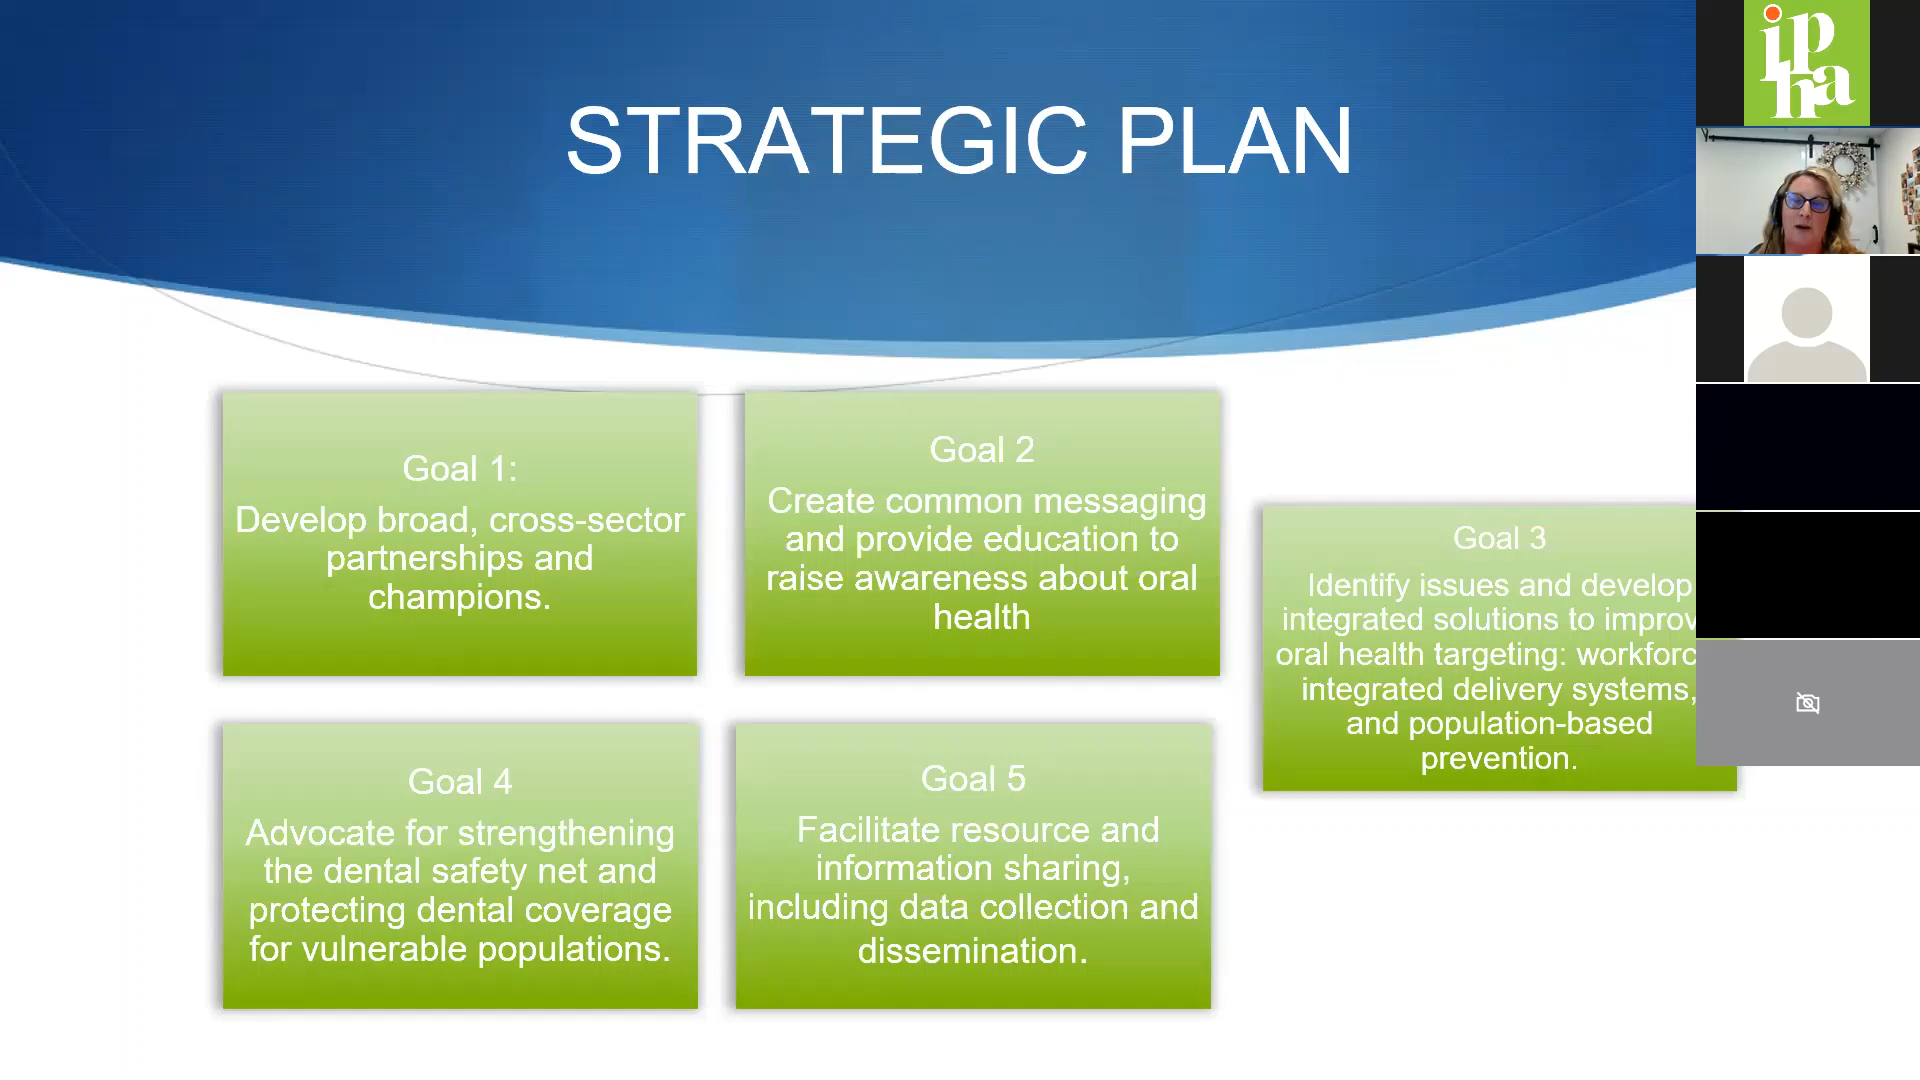 STRATEGIC PLAN
ipha
Goal 1:
Develop broad, cross-sector
partnerships and
champions.
Goal 2
Create common messaging
and provide education to
raise awareness about oral
health
Goal 3
Identify issues and develop
integrated solutions to improv
oral health targeting: workforc
integrated delivery systems,
and population-based
prevention.
Goal 4
Advocate for strengthening
the dental safety net and
protecting dental coverage
for vulnerable populations.
Goal 5
Facilitate resource and
information sharing,
including data collection and
dissemination.